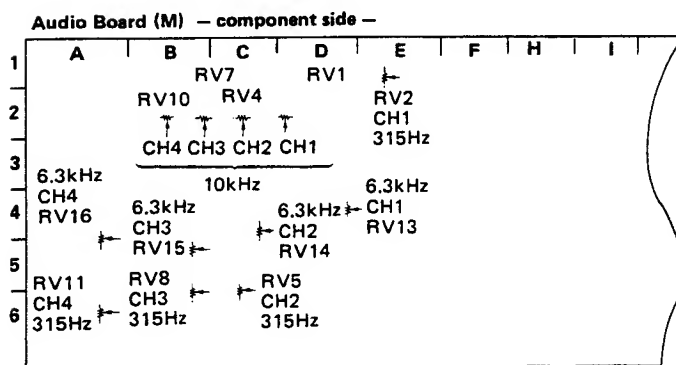 Audio Board (M) — component side —
A B C D E F H I
1
RV7 RV1
RV10 RV4
RV2
CH1
315Hz
2
CH4 CH3 CH2 CH1
3
10kHz
6.3kHz
CH4
RV16
4
6.3kHz
CH3
RV15
6.3kHz
CH2
RV14
6.3kHz
CH1
RV13
5
RV11
CH4
315Hz
RV8
CH3
315Hz
RV5
CH2
315Hz
6